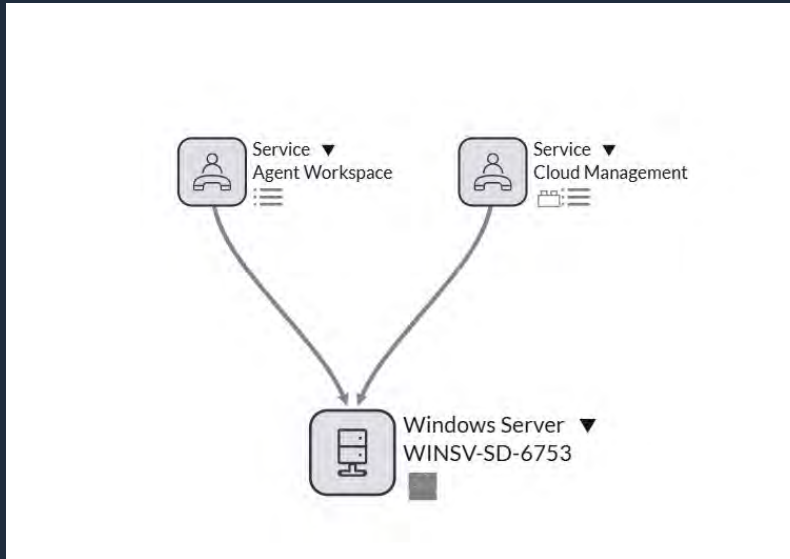 Service
Agent Workspace
Service
Cloud Management
Windows Server
WINSV-SD-6753